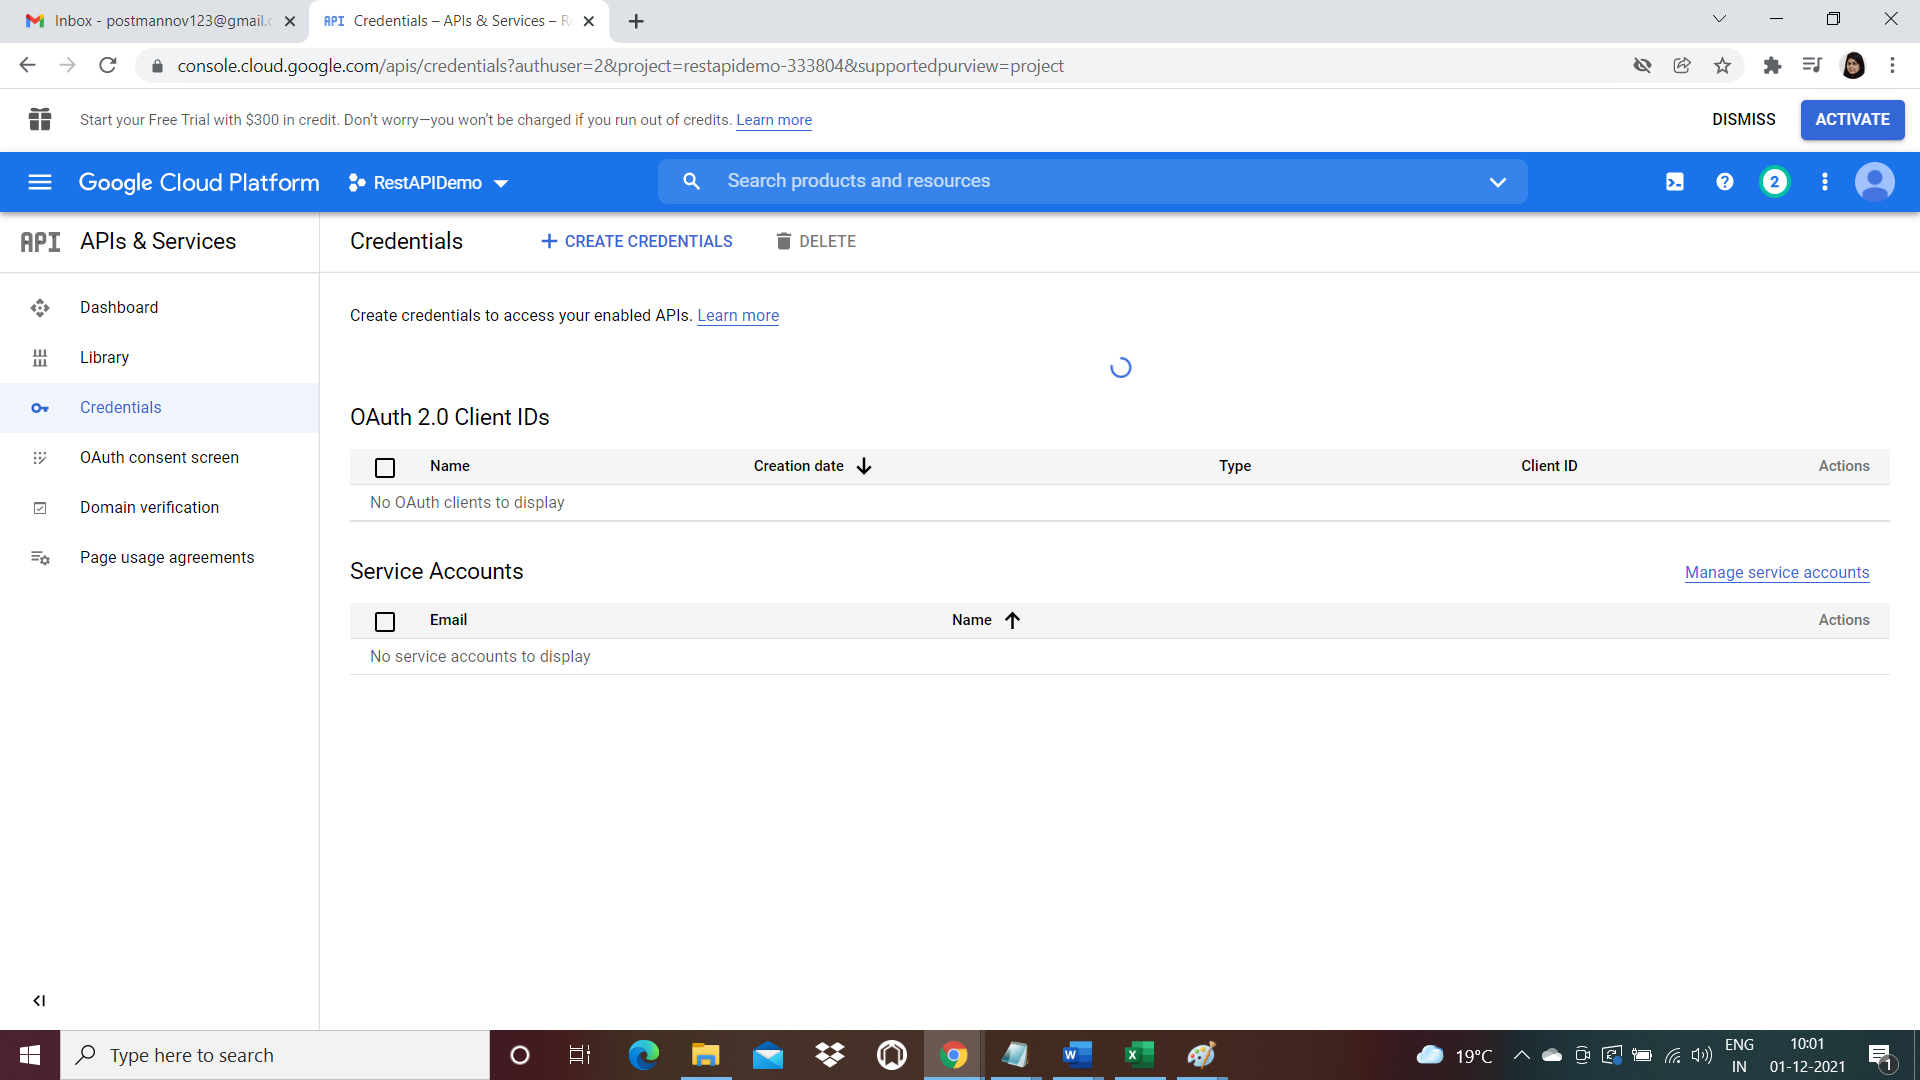 Inbox - postmannov123@gmail.c
API Credentials – APIs & Services – R
console.cloud.google.com/apis/credentials?authuser=2&project=restapidemo-333804&supportedpurview=project
Start your Free Trial with $300 in credit. Don't worry—you won't be charged if you run out of credits. Learn more
DISMISS
ACTIVATE
Google Cloud Platform
RestAPIDemo
Search products and resources
2
API APIs & Services
Credentials
CREATE CREDENTIALS
DELETE
Dashboard
Library
Credentials
OAuth consent screen
Domain verification
Page usage agreements
Create credentials to access your enabled APIs. Learn more
OAuth 2.0 Client IDs
Name Creation date Type Client ID Actions
No OAuth clients to display
Service Accounts
Manage service accounts
Email Name Actions
No service accounts to display
Type here to search
19°C
ENG
IN
10:01
01-12-2021
1